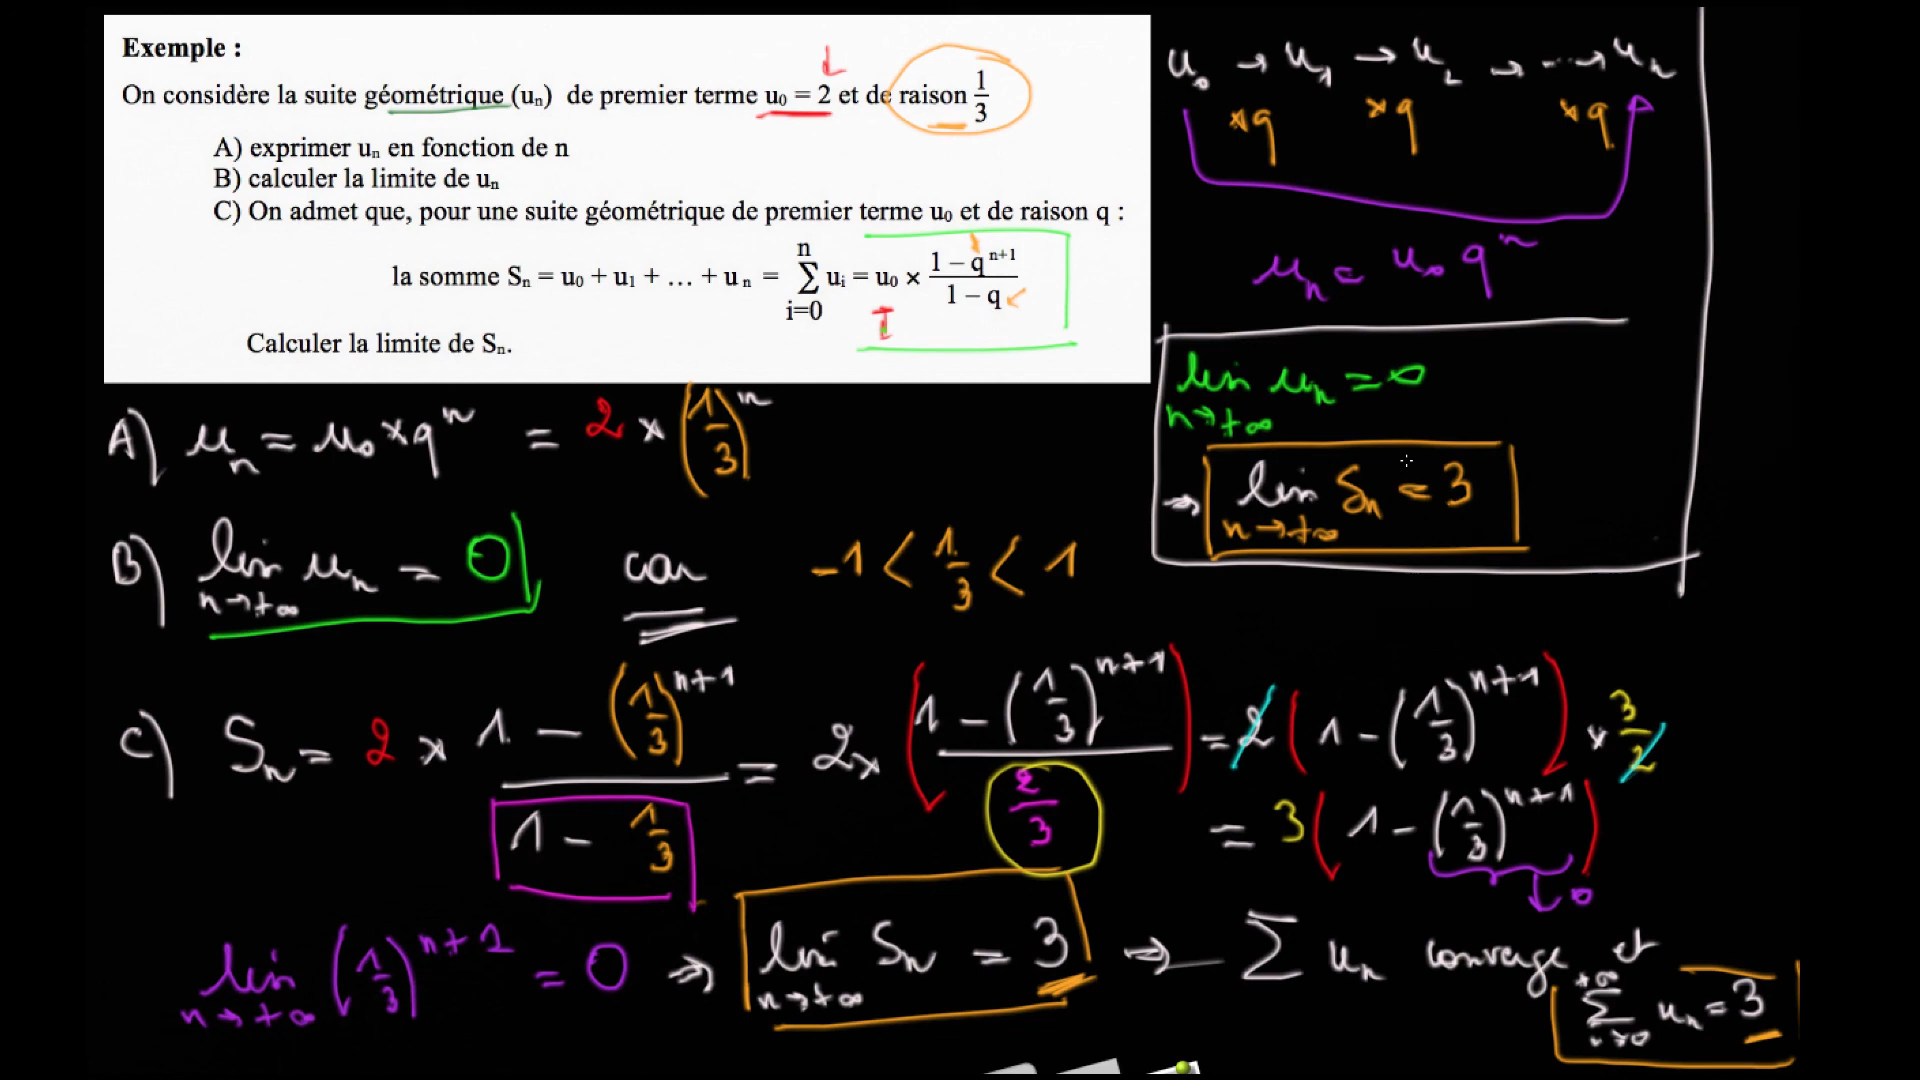 Exemple :
On considère la suite géométrique (uₙ) de premier terme u₀ = 2 et de raison 1/3
A) exprimer uₙ en fonction de n
B) calculer la limite de uₙ
C) On admet que, pour une suite géométrique de premier terme u₀ et de raison q :
la somme Sₙ = u₀ + u₁ + … + uₙ = ∑_{i=0}^{n} uᵢ = u₀ × (1 – q^{n+1})/(1 – q)
Calculer la limite de Sₙ.
u₀ → u₁ → u₂ → ... → uₙ
×q ×q ×q
uₙ = u₀ qⁿ
lim uₙ = 0
n→+∞
⇒ lim Sₙ = 3
n→+∞
A) uₙ = u₀ × qⁿ = 2 × (1/3)ⁿ
B) lim uₙ = 0 car -1 < 1/3 < 1
n→+∞
C) Sₙ = 2 × (1 - (1/3)^{n+1})/(1 - 1/3) = 2 × ((1 - (1/3)^{n+1})/(2/3)) = 2 (1 - (1/3)^{n+1}) × 3/2
= 3 (1 - (1/3)^{n+1})
↓ 0
lim (1/3)^{n+1} = 0 ⇒ lim Sₙ = 3 ⇒ ∑ uₙ converge et
n→+∞ n→+∞
∑_{n=0}^{+∞} uₙ = 3